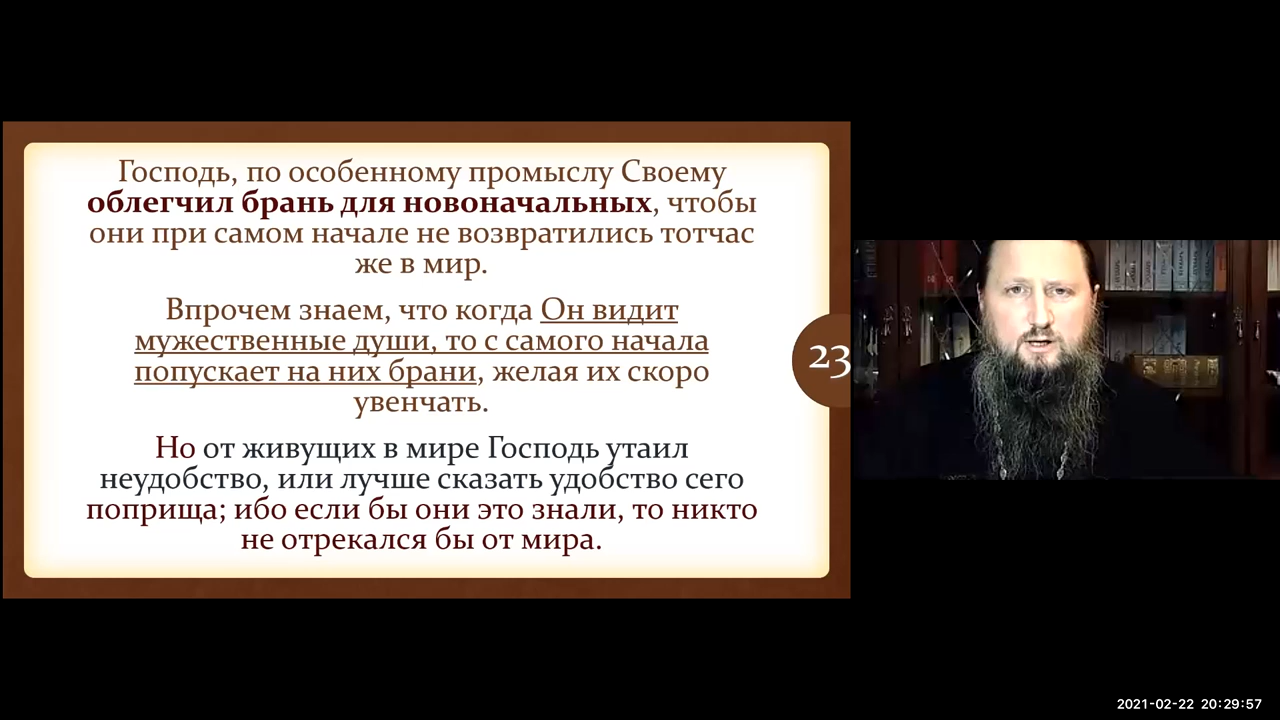 Господь, по особенному промыслу Своему
облегчил брань для новоначальных, чтобы
они при самом начале не возвратились тотчас
же в мир.
Впрочем знаем, что когда Он видит
мужественные души, то с самого начала
попускает на них брани, желая их скоро
увенчать.
Но от живущих в мире Господь утаил
неудобство, или лучше сказать удобство сего
поприща; ибо если бы они это знали, то никто
не отрекался бы от мира.
23
2021-02-22 20:29:57